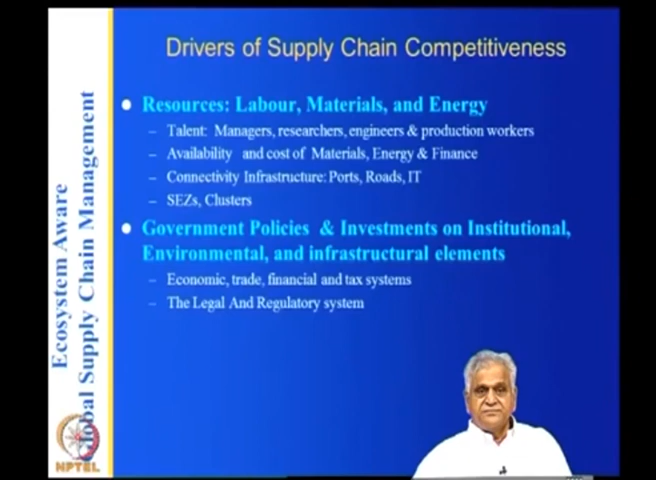 Drivers of Supply Chain Competitiveness
Resources: Labour, Materials, and Energy
– Talent: Managers, researchers, engineers & production workers
– Availability and cost of Materials, Energy & Finance
– Connectivity Infrastructure: Ports, Roads, IT
– SEZs, Clusters
Government Policies & Investments on Institutional,
Environmental, and infrastructural elements
– Economic, trade, financial and tax systems
– The Legal And Regulatory system
Ecosystem Aware
Global Supply Chain Management
NPTEL